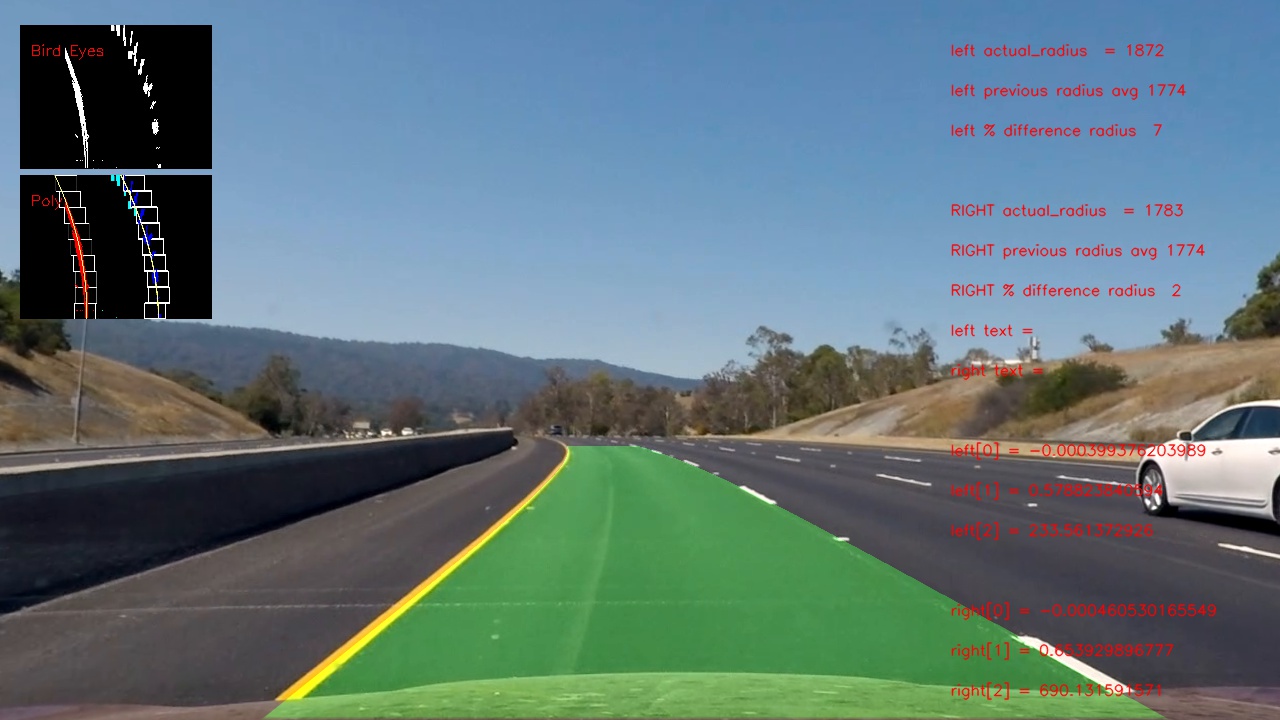 Bird Eyes
Poly
left actual_radius = 1872
left previous radius avg 1774
left % difference radius 7
RIGHT actual_radius = 1783
RIGHT previous radius avg 1774
RIGHT % difference radius 2
left text =
right text =
left[0] = -0.000399376203989
left[1] = 0.578823840594
left[2] = 233.561372926
right[0] = -0.000460530165549
right[1] = 0.653929896777
right[2] = 690.131591571